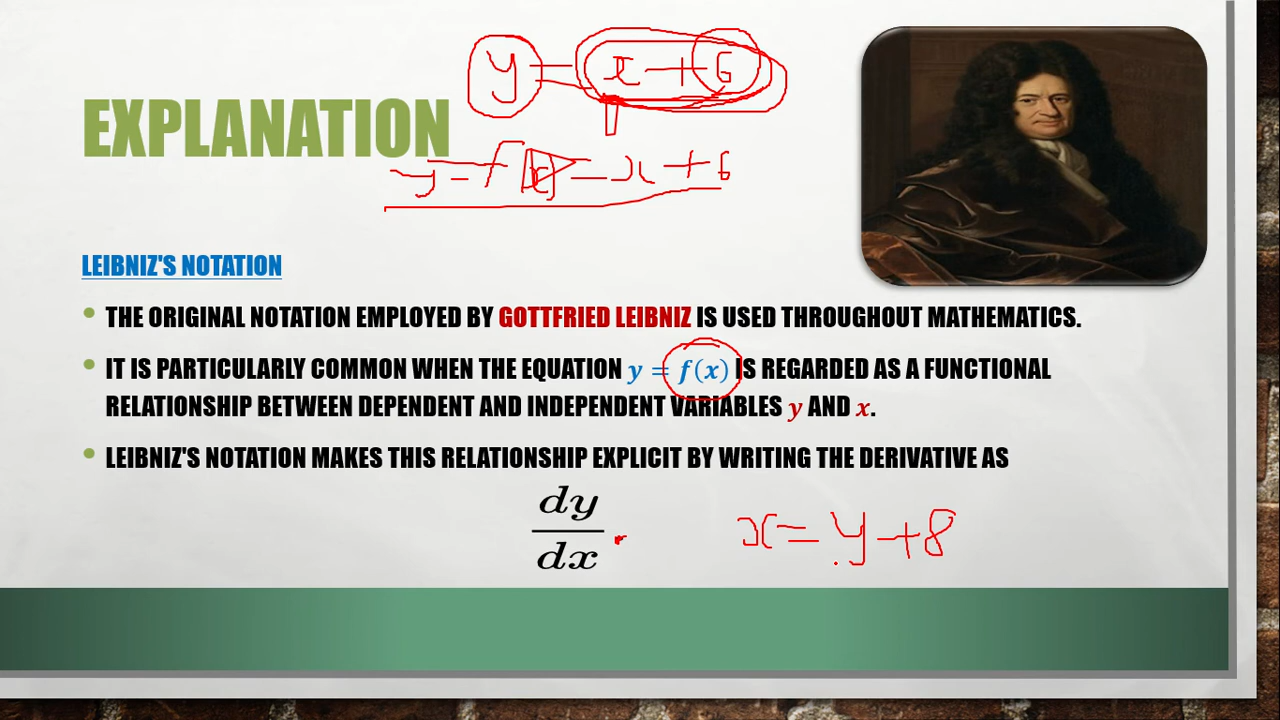 y = x + 6
EXPLANATION
y = f(x) = x + 6
LEIBNIZ'S NOTATION
• THE ORIGINAL NOTATION EMPLOYED BY GOTTFRIED LEIBNIZ IS USED THROUGHOUT MATHEMATICS.
• IT IS PARTICULARLY COMMON WHEN THE EQUATION y = f(x) IS REGARDED AS A FUNCTIONAL
RELATIONSHIP BETWEEN DEPENDENT AND INDEPENDENT VARIABLES y AND x.
• LEIBNIZ'S NOTATION MAKES THIS RELATIONSHIP EXPLICIT BY WRITING THE DERIVATIVE AS
dy
dx
x = y + 8